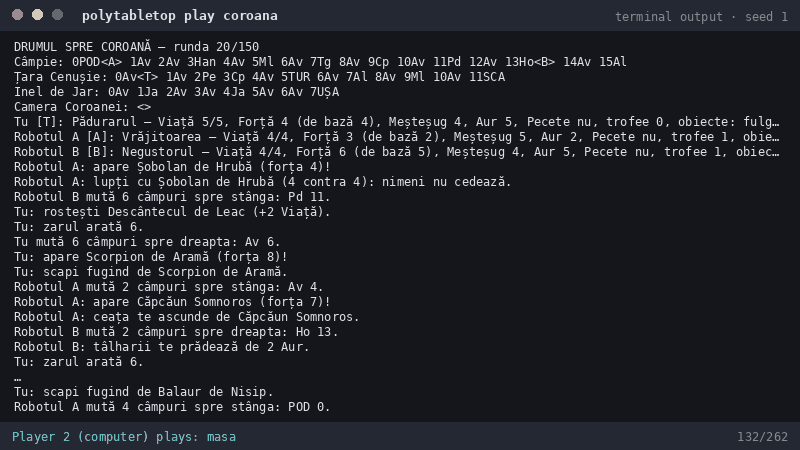 polytabletop play coroana
terminal output · seed 1
DRUMUL SPRE COROANĂ — runda 20/150
Câmpie: 0POD<A> 1Av 2Av 3Han 4Av 5Ml 6Av 7Tg 8Av 9Cp 10Av 11Pd 12Av 13Ho<B> 14Av 15Al
Țara Cenușie: 0Av<T> 1Av 2Pe 3Cp 4Av 5TUR 6Av 7Al 8Av 9Ml 10Av 11SCA
Inel de Jar: 0Av 1Ja 2Av 3Av 4Ja 5Av 6Av 7UȘA
Camera Coroanei: <>
Tu [T]: Pădurarul — Viață 5/5, Forță 4 (de bază 4), Meșteșug 4, Aur 5, Pecete nu, trofee 0, obiecte: fulg…
Robotul A [A]: Vrăjitoarea — Viață 4/4, Forță 3 (de bază 2), Meșteșug 5, Aur 2, Pecete nu, trofee 1, obie…
Robotul B [B]: Negustorul — Viață 4/4, Forță 6 (de bază 5), Meșteșug 4, Aur 5, Pecete nu, trofee 1, obiec…
Robotul A: apare Șobolan de Hrubă (forța 4)!
Robotul A: lupți cu Șobolan de Hrubă (4 contra 4): nimeni nu cedează.
Robotul B mută 6 câmpuri spre stânga: Pd 11.
Tu: rostești Descântecul de Leac (+2 Viață).
Tu: zarul arată 6.
Tu mută 6 câmpuri spre dreapta: Av 6.
Tu: apare Scorpion de Aramă (forța 8)!
Tu: scapi fugind de Scorpion de Aramă.
Robotul A mută 2 câmpuri spre stânga: Av 4.
Robotul A: apare Căpcăun Somnoros (forța 7)!
Robotul A: ceața te ascunde de Căpcăun Somnoros.
Robotul B mută 2 câmpuri spre dreapta: Ho 13.
Robotul B: tâlharii te prădează de 2 Aur.
Tu: zarul arată 6.
…
Tu: scapi fugind de Balaur de Nisip.
Robotul A mută 4 câmpuri spre stânga: POD 0.
Player 2 (computer) plays: masa
132/262